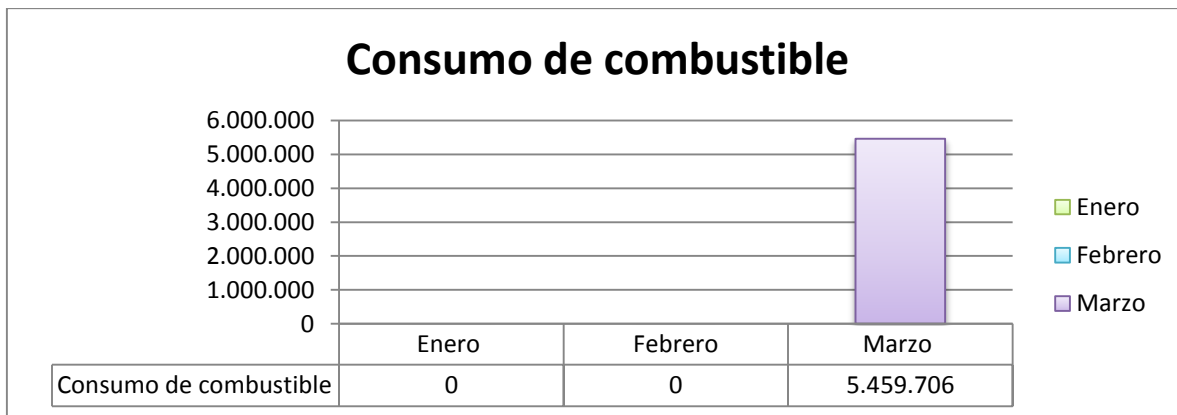 Consumo de combustible
6.000.000
5.000.000
4.000.000
3.000.000
2.000.000
1.000.000
0
Enero
Febrero
Marzo
Enero Febrero Marzo
Consumo de combustible 0 0 5.459.706